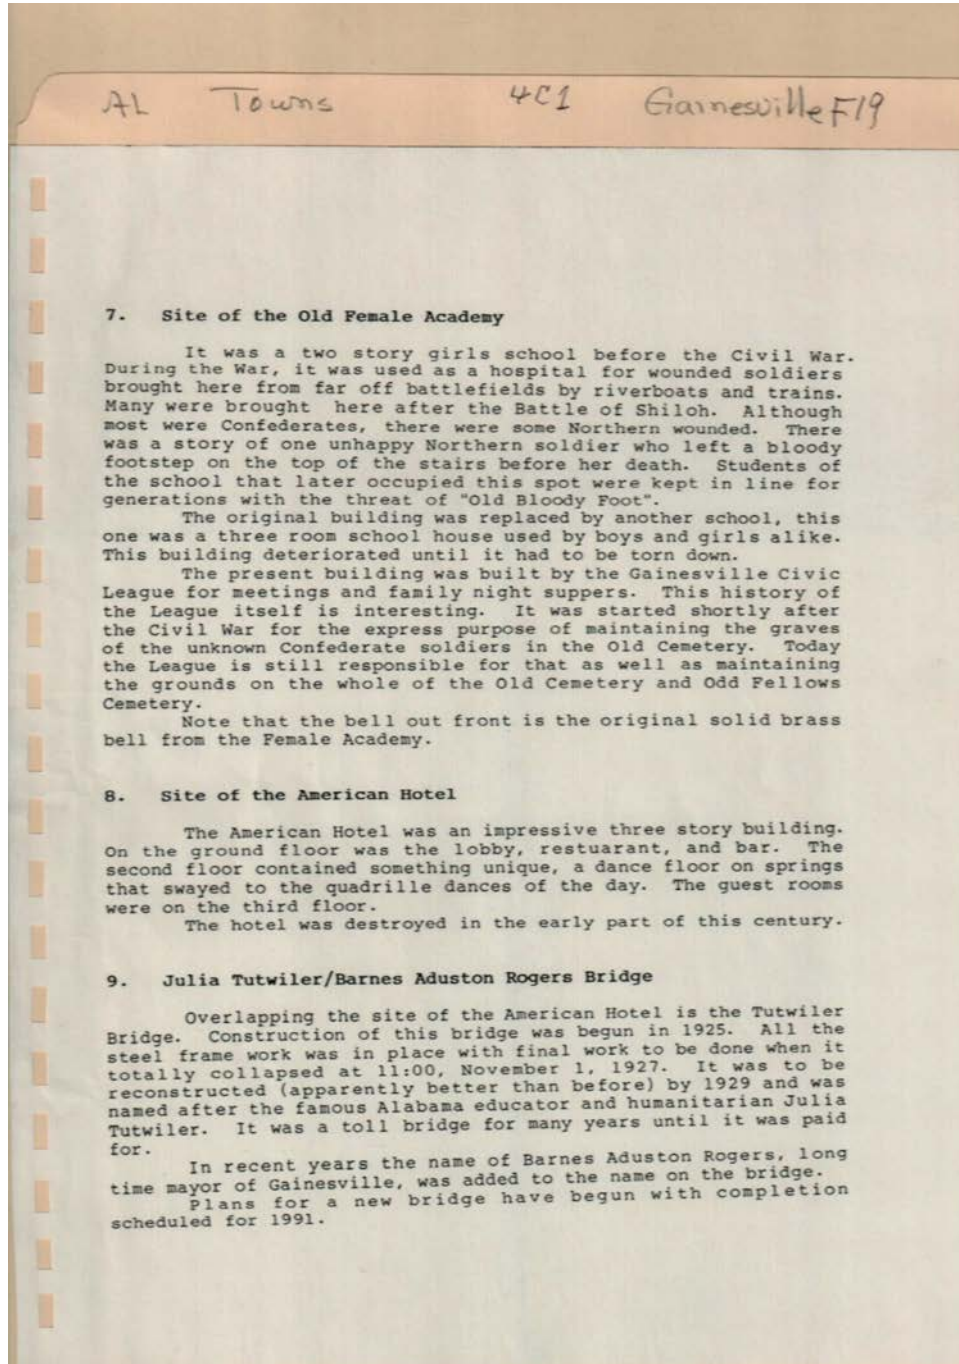 AL Towns 4C1 Gainesville F19
7. Site of the Old Female Academy
It was a two story girls school before the Civil War.
During the War, it was used as a hospital for wounded soldiers
brought here from far off battlefields by riverboats and trains.
Many were brought here after the Battle of Shiloh. Although
most were Confederates, there were some Northern wounded. There
was a story of one unhappy Northern soldier who left a bloody
footstep on the top of the stairs before her death. Students of
the school that later occupied this spot were kept in line for
generations with the threat of "Old Bloody Foot".
The original building was replaced by another school, this
one was a three room school house used by boys and girls alike.
This building deteriorated until it had to be torn down.
The present building was built by the Gainesville Civic
League for meetings and family night suppers. This history of
the League itself is interesting. It was started shortly after
the Civil War for the express purpose of maintaining the graves
of the unknown Confederate soldiers in the Old Cemetery. Today
the League is still responsible for that as well as maintaining
the grounds on the whole of the Old Cemetery and Odd Fellows
Cemetery.
Note that the bell out front is the original solid brass
bell from the Female Academy.
8. Site of the American Hotel
The American Hotel was an impressive three story building.
On the ground floor was the lobby, restuarant, and bar. The
second floor contained something unique, a dance floor on springs
that swayed to the quadrille dances of the day. The guest rooms
were on the third floor.
The hotel was destroyed in the early part of this century.
9. Julia Tutwiler/Barnes Aduston Rogers Bridge
Overlapping the site of the American Hotel is the Tutwiler
Bridge. Construction of this bridge was begun in 1925. All the
steel frame work was in place with final work to be done when it
totally collapsed at 11:00, November 1, 1927. It was to be
reconstructed (apparently better than before) by 1929 and was
named after the famous Alabama educator and humanitarian Julia
Tutwiler. It was a toll bridge for many years until it was paid
for.
In recent years the name of Barnes Aduston Rogers, long
time mayor of Gainesville, was added to the name on the bridge.
Plans for a new bridge have begun with completion
scheduled for 1991.